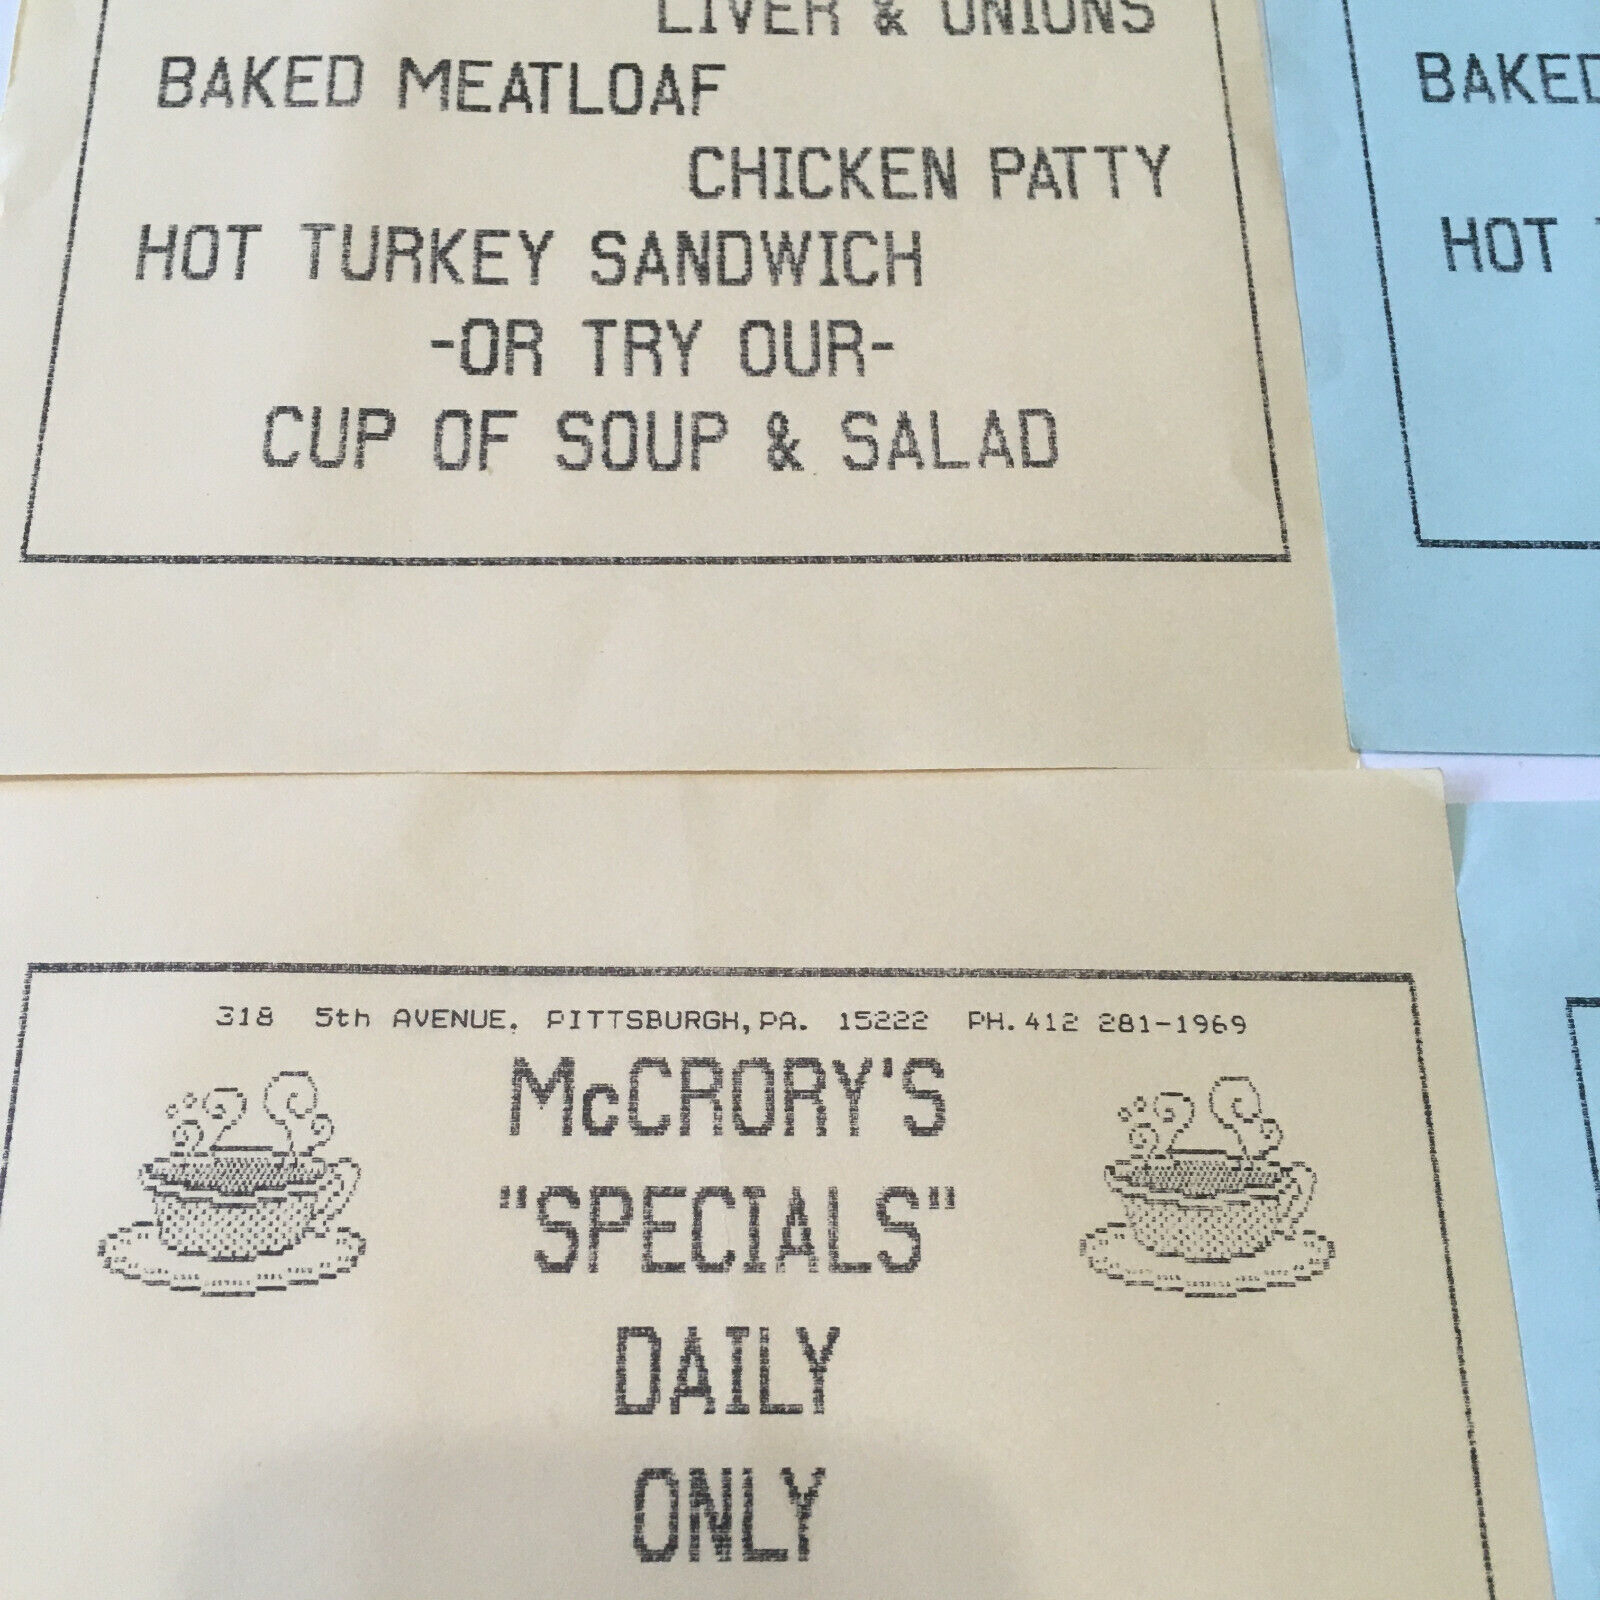 LIVER & ONIONS
BAKED MEATLOAF
CHICKEN PATTY
HOT TURKEY SANDWICH
-OR TRY OUR-
CUP OF SOUP & SALAD
BAKED
HOT
318 5th AVENUE. PITTSBURGH,PA. 15222 PH.412 281-1969
McCRORY'S
"SPECIALS"
DAILY
ONLY